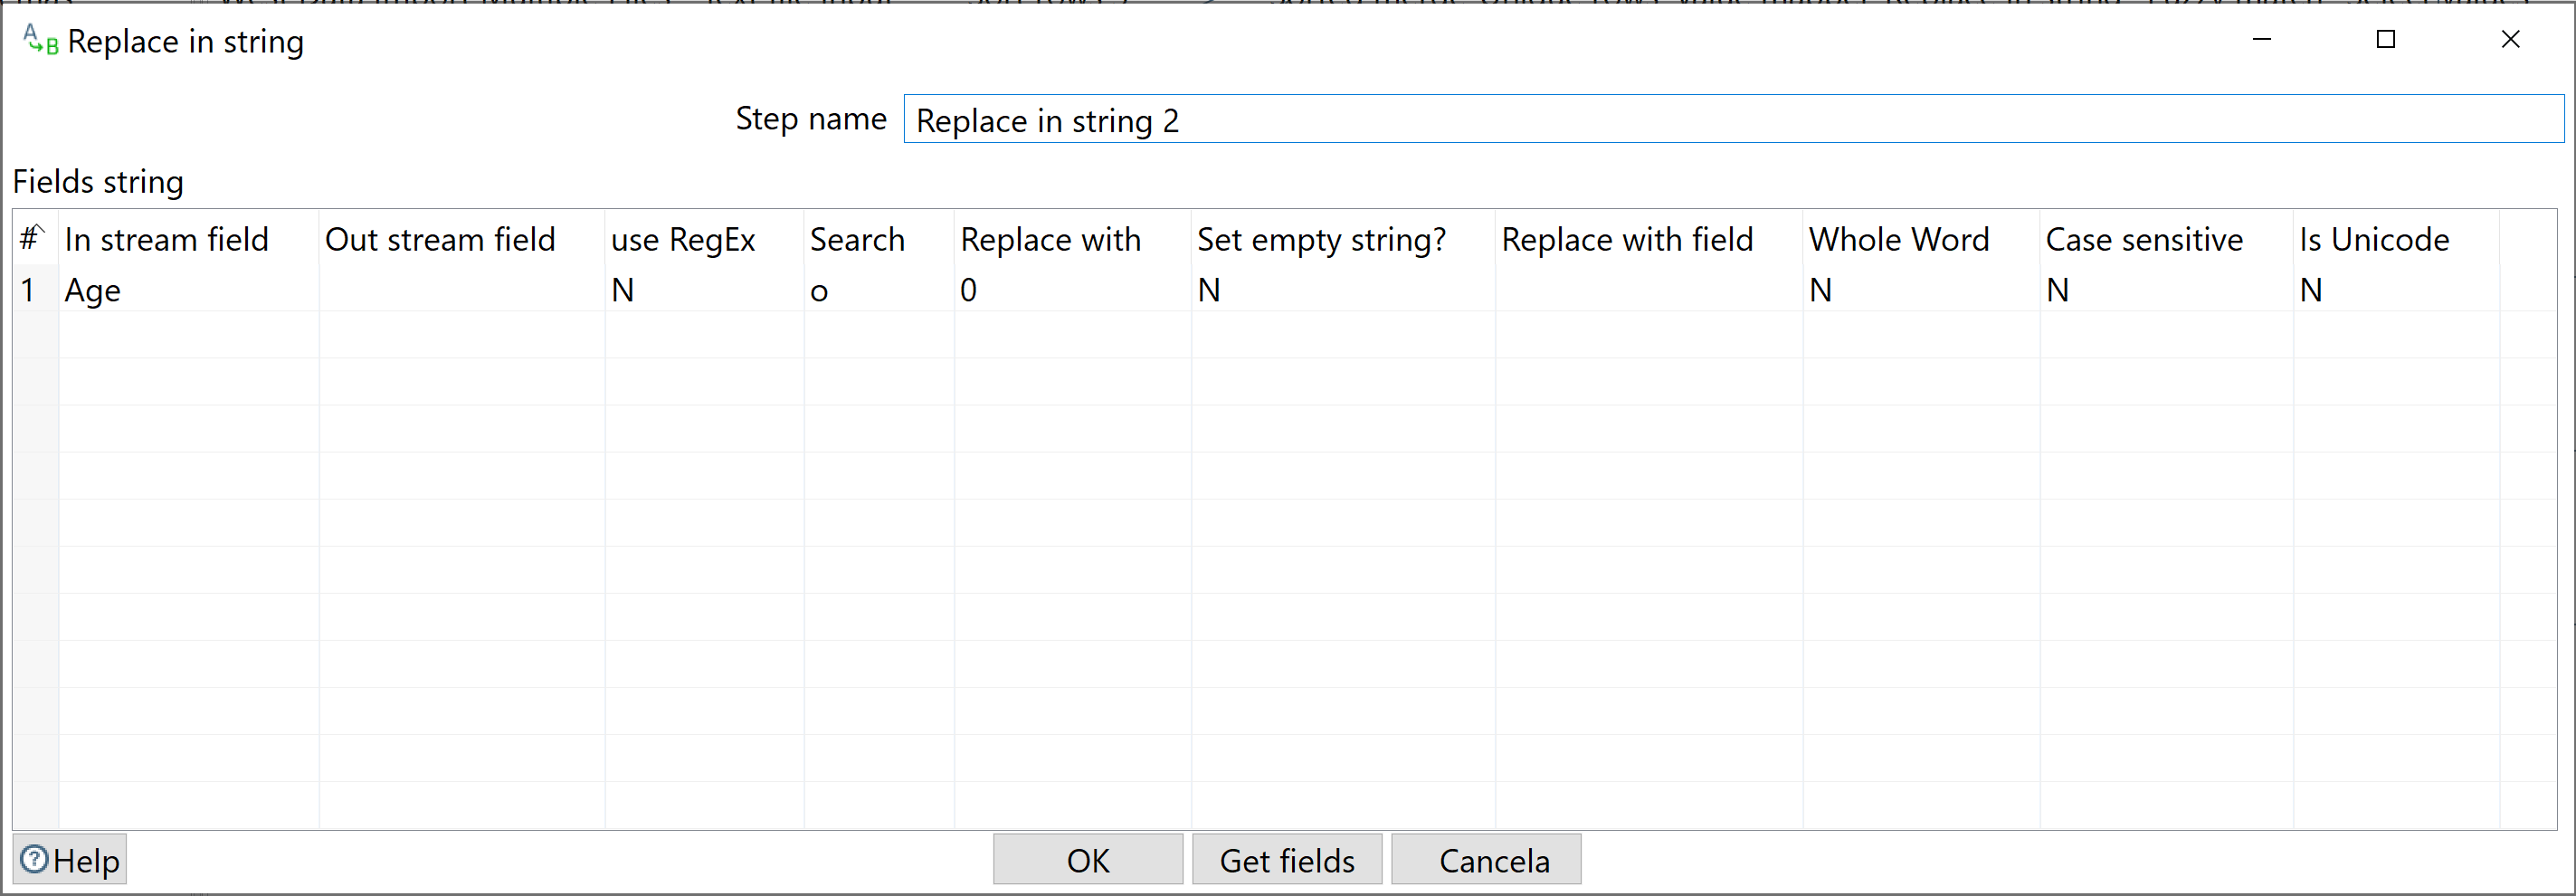 Replace in string
Step name Replace in string 2
Fields string
# In stream field Out stream field use RegEx Search Replace with Set empty string? Replace with field Whole Word Case sensitive Is Unicode
1 Age N o 0 N N N N
Help OK Get fields Cancela